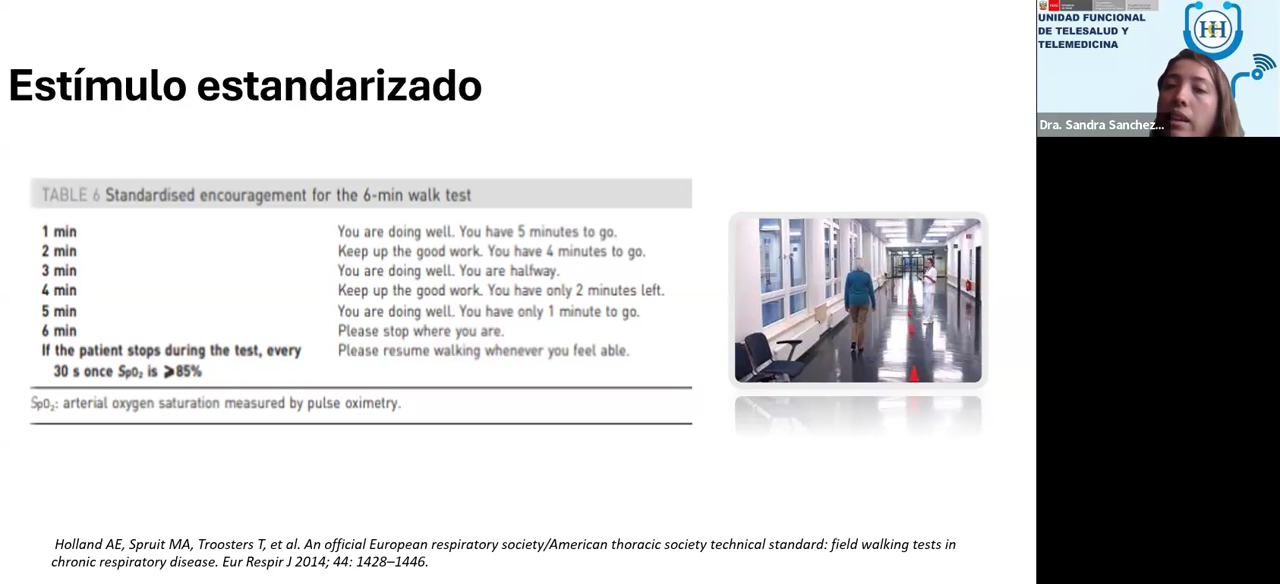 Estímulo estandarizado
TABLE 6 Standardised encouragement for the 6-min walk test
1 min You are doing well. You have 5 minutes to go.
2 min Keep up the good work. You have 4 minutes to go.
3 min You are doing well. You are halfway.
4 min Keep up the good work. You have only 2 minutes left.
5 min You are doing well. You have only 1 minute to go.
6 min Please stop where you are.
If the patient stops during the test, every Please resume walking whenever you feel able.
30 s once SpO₂ is ⩾85%
SpO₂: arterial oxygen saturation measured by pulse oximetry.
Holland AE, Spruit MA, Troosters T, et al. An official European respiratory society/American thoracic society technical standard: field walking tests in
chronic respiratory disease. Eur Respir J 2014; 44: 1428–1446.
UNIDAD FUNCIONAL
DE TELESALUD Y
TELEMEDICINA
Dra. Sandra Sanchez...